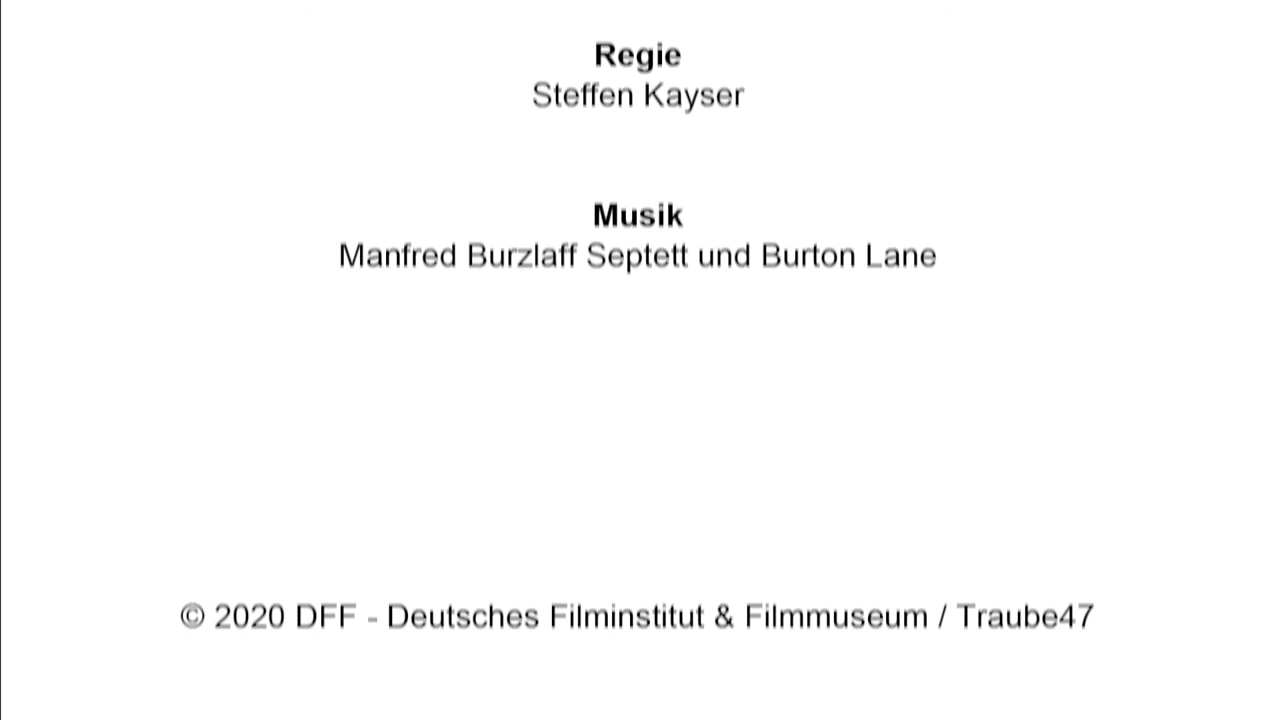 Regie
Steffen Kayser
Musik
Manfred Burzlaff Septett und Burton Lane
© 2020 DFF - Deutsches Filminstitut & Filmmuseum / Traube47